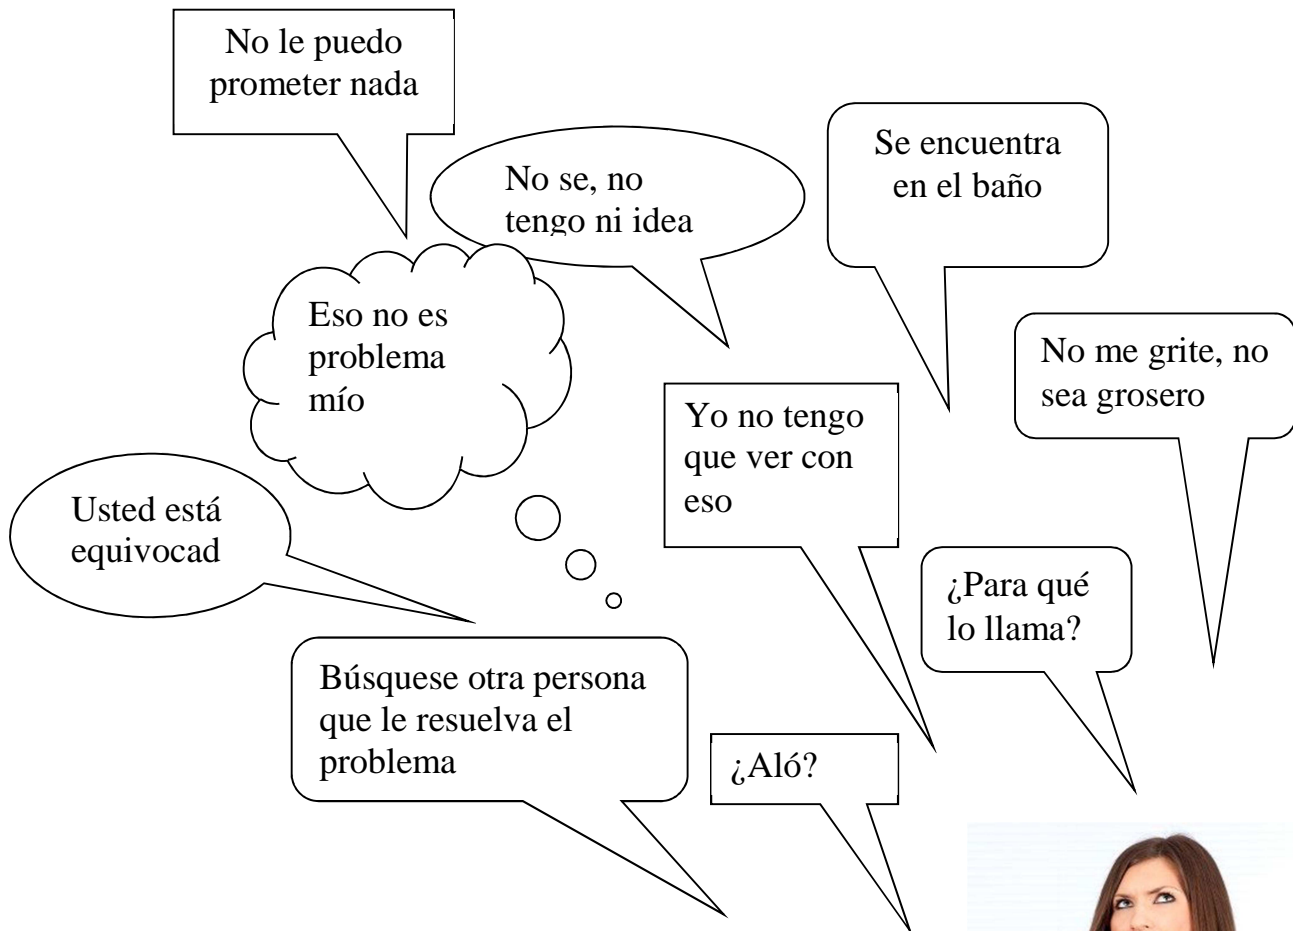 No le puedo
prometer nada
No se, no
tengo ni idea
Se encuentra
en el baño
Eso no es
problema
mío
No me grite, no
sea grosero
Yo no tengo
que ver con
eso
Usted está
equivocad
¿Para qué
lo llama?
Búsquese otra persona
que le resuelva el
problema
¿Aló?